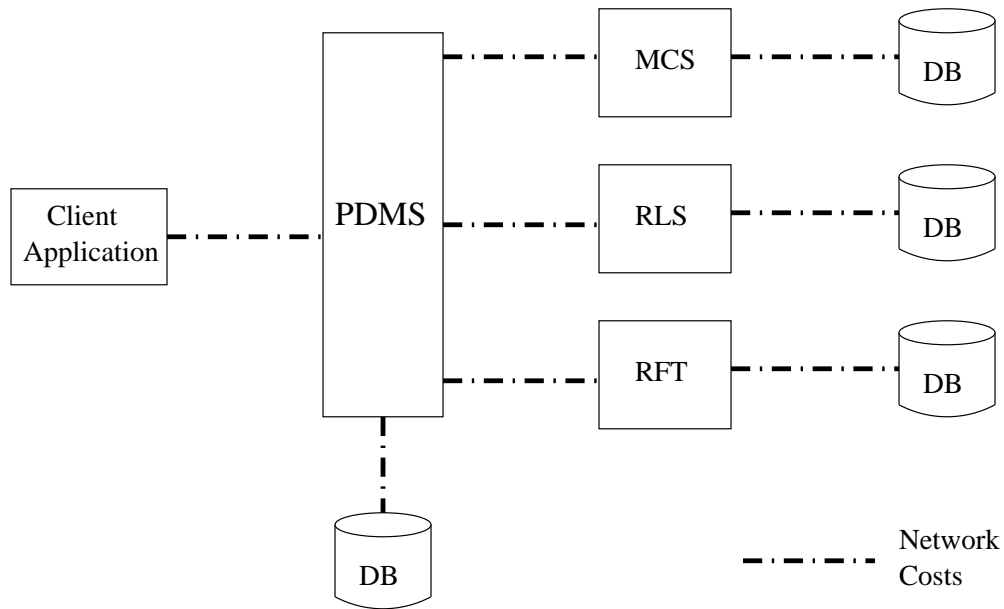 MCS
DB
PDMS
Client
Application
RLS
DB
RFT
DB
DB
Network
Costs